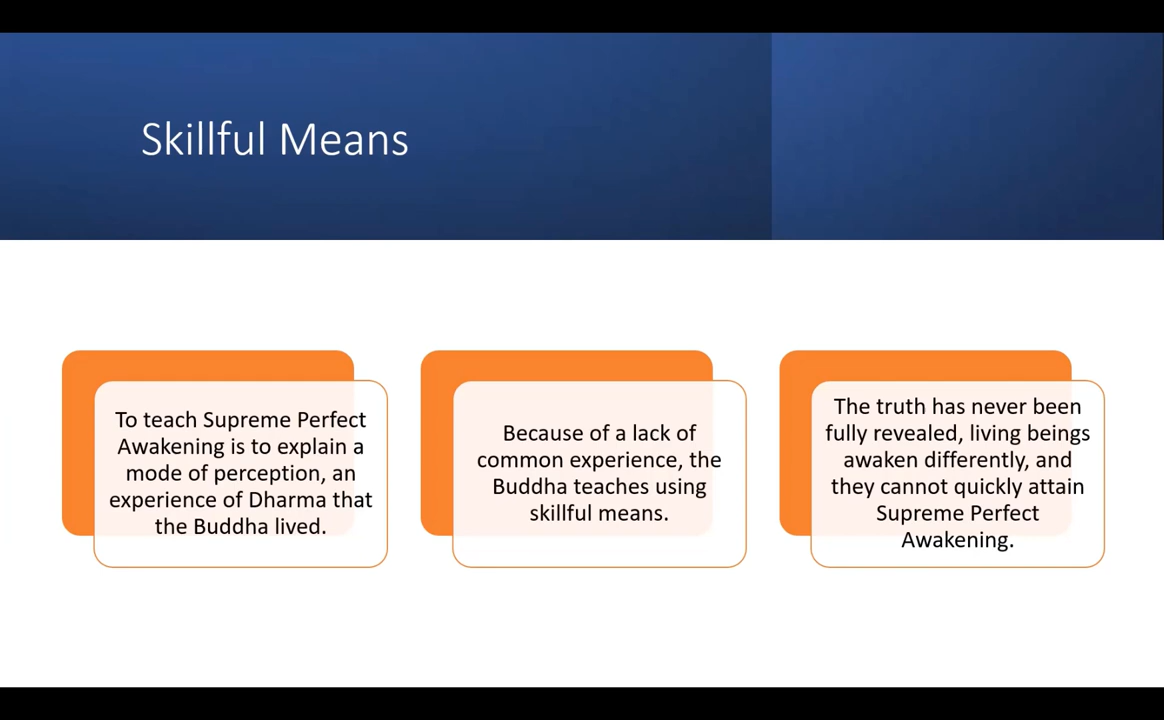 Skillful Means
To teach Supreme Perfect
Awakening is to explain a
mode of perception, an
experience of Dharma that
the Buddha lived.
Because of a lack of
common experience, the
Buddha teaches using
skillful means.
The truth has never been
fully revealed, living beings
awaken differently, and
they cannot quickly attain
Supreme Perfect
Awakening.